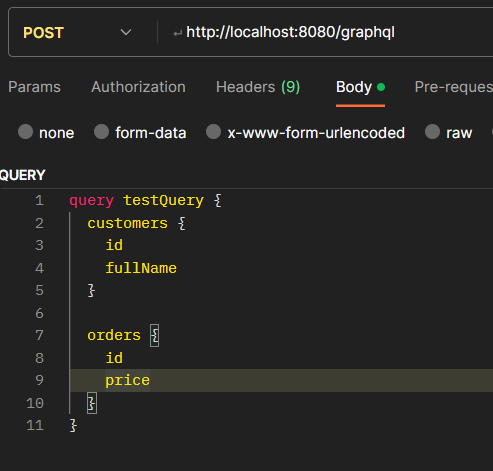 POST ↵ http://localhost:8080/graphql
Params Authorization Headers (9) Body Pre-reques
none form-data x-www-form-urlencoded raw
QUERY
1 query testQuery {
2 customers {
3 id
4 fullName
5 }
6
7 orders {
8 id
9 price
10 }
11 }